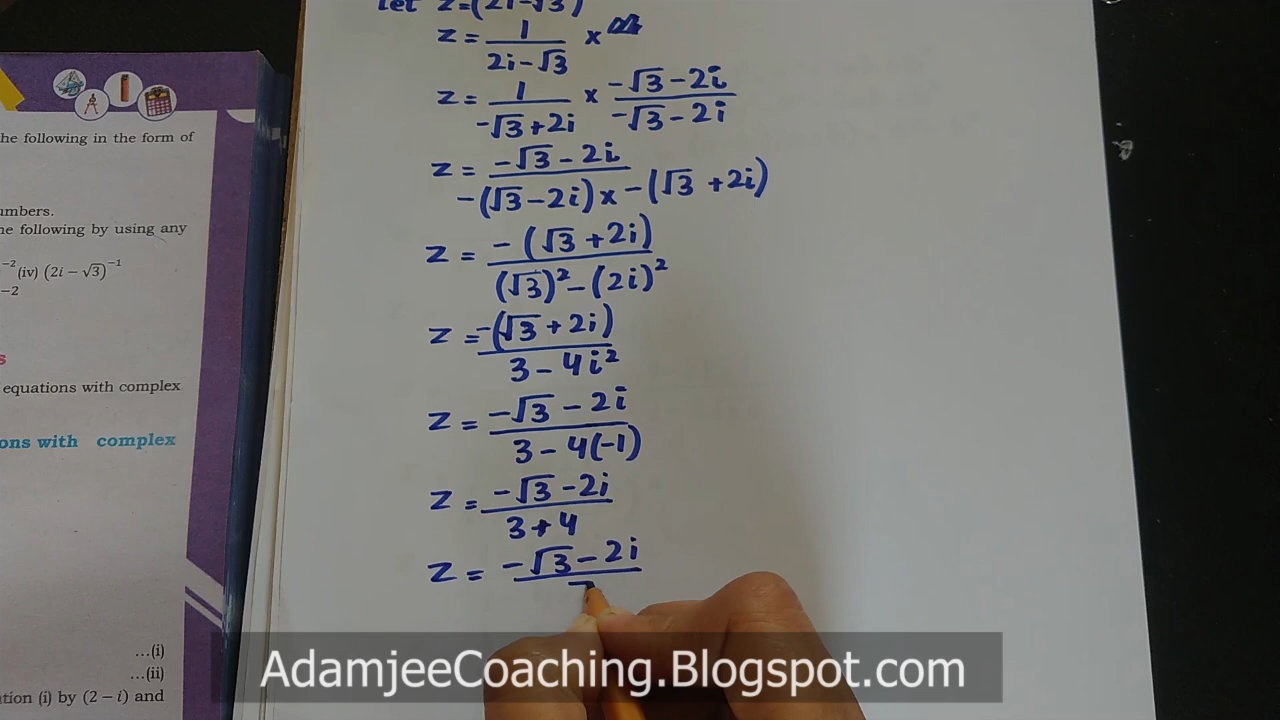 Let z=(2i-√3)
z = 1/(2i-√3) ×
z = 1/(-√3+2i) × (-√3-2i)/(-√3-2i)
z = (-√3-2i)/(-(√3-2i)×-(√3+2i))
z = -(√3+2i)/((√3)²-(2i)²)
z = -(√3+2i)/(3-4i²)
z = (-√3-2i)/(3-4(-1))
z = (-√3-2i)/(3+4)
z = (-√3-2i)/
he following in the form of
umbers.
he following by using any
⁻² (iv) (2i − √3)⁻¹
−2
s
equations with complex
ons with complex
...(i)
...(ii)
tion (i) by (2 − i) and
AdamjeeCoaching.Blogspot.com